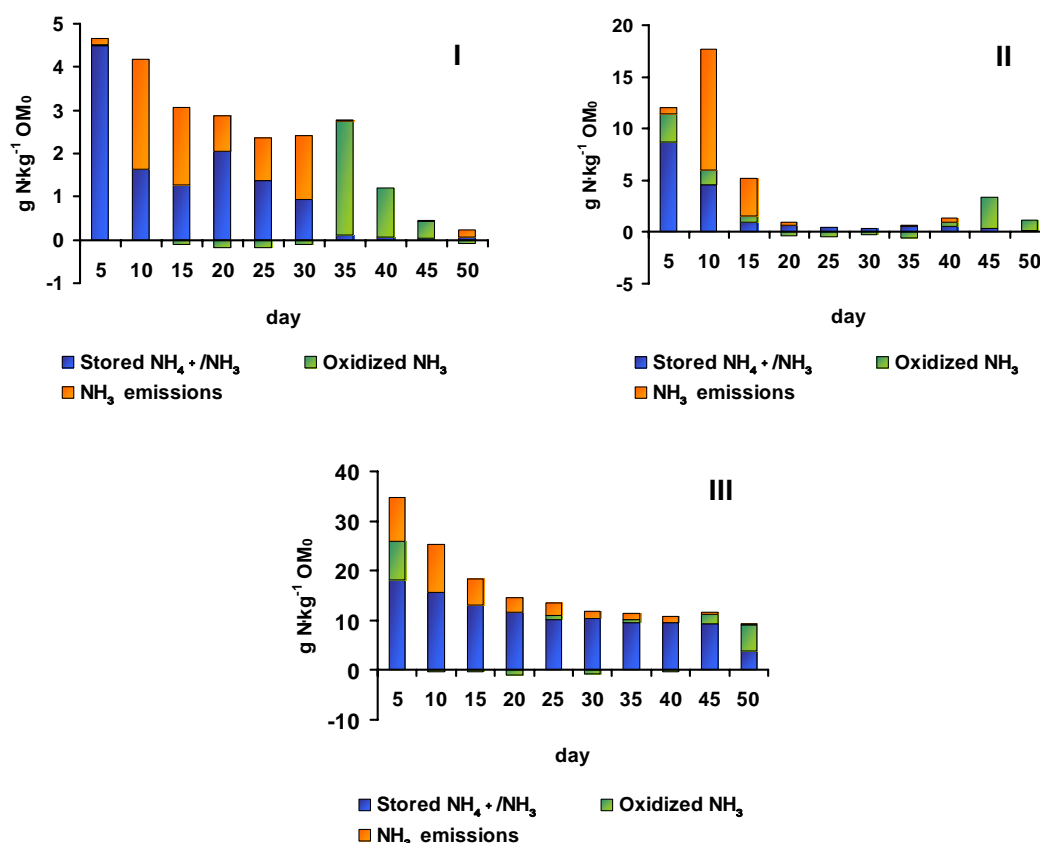 I
g N·kg⁻¹ OM₀
5
4
3
2
1
0
-1
5 10 15 20 25 30 35 40 45 50
day
Stored NH₄⁺/NH₃ Oxidized NH₃
NH₃ emissions
II
g N·kg⁻¹ OM₀
20
15
10
5
0
-5
5 10 15 20 25 30 35 40 45 50
day
Stored NH₄⁺/NH₃ Oxidized NH₃
NH₃ emissions
III
g N·kg⁻¹ OM₀
40
30
20
10
0
-10
5 10 15 20 25 30 35 40 45 50
day
Stored NH₄⁺/NH₃ Oxidized NH₃
NH₃ emissions